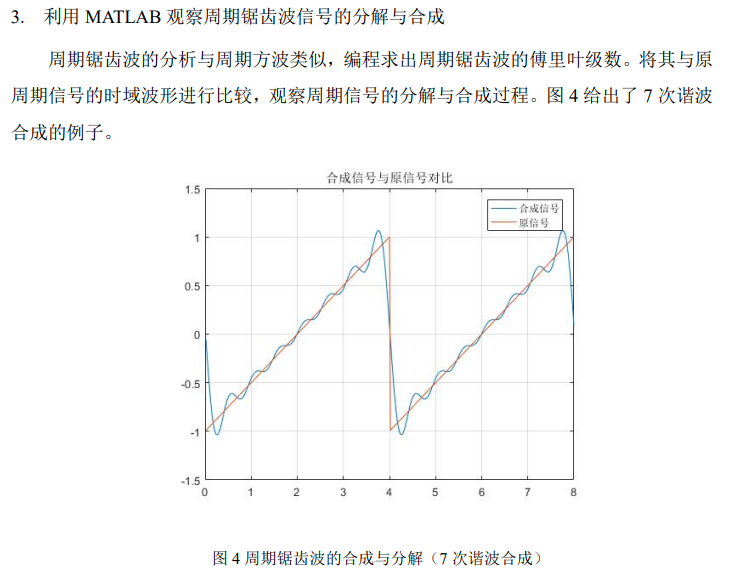 3. 利用 MATLAB 观察周期锯齿波信号的分解与合成
周期锯齿波的分析与周期方波类似，编程求出周期锯齿波的傅里叶级数。将其与原
周期信号的时域波形进行比较，观察周期信号的分解与合成过程。图 4 给出了 7 次谐波
合成的例子。
合成信号与原信号对比
1.5
合成信号
原信号
1
0.5
0
-0.5
-1
-1.5
0 1 2 3 4 5 6 7 8
图 4 周期锯齿波的合成与分解（7 次谐波合成）